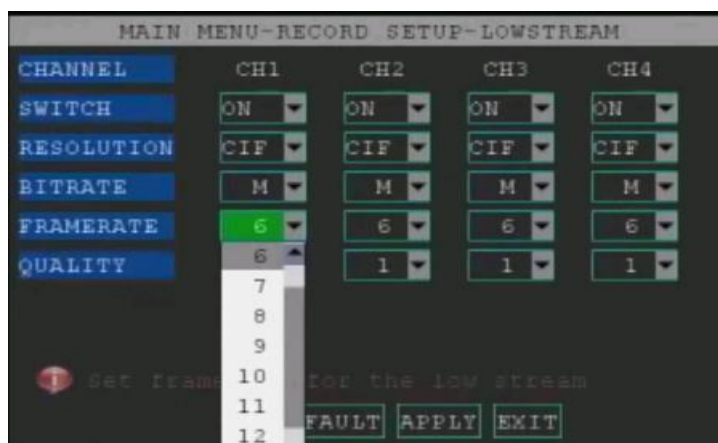 MAIN MENU-RECORD SETUP-LOWSTREAM
CHANNEL CH1 CH2 CH3 CH4
SWITCH ON ON ON ON
RESOLUTION CIF CIF CIF CIF
BITRATE M M M M
FRAMERATE 6 6 6 6
6
QUALITY 1 1 1
7
8
9
10
Set for the low stream
11
FAULT APPLY EXIT
12